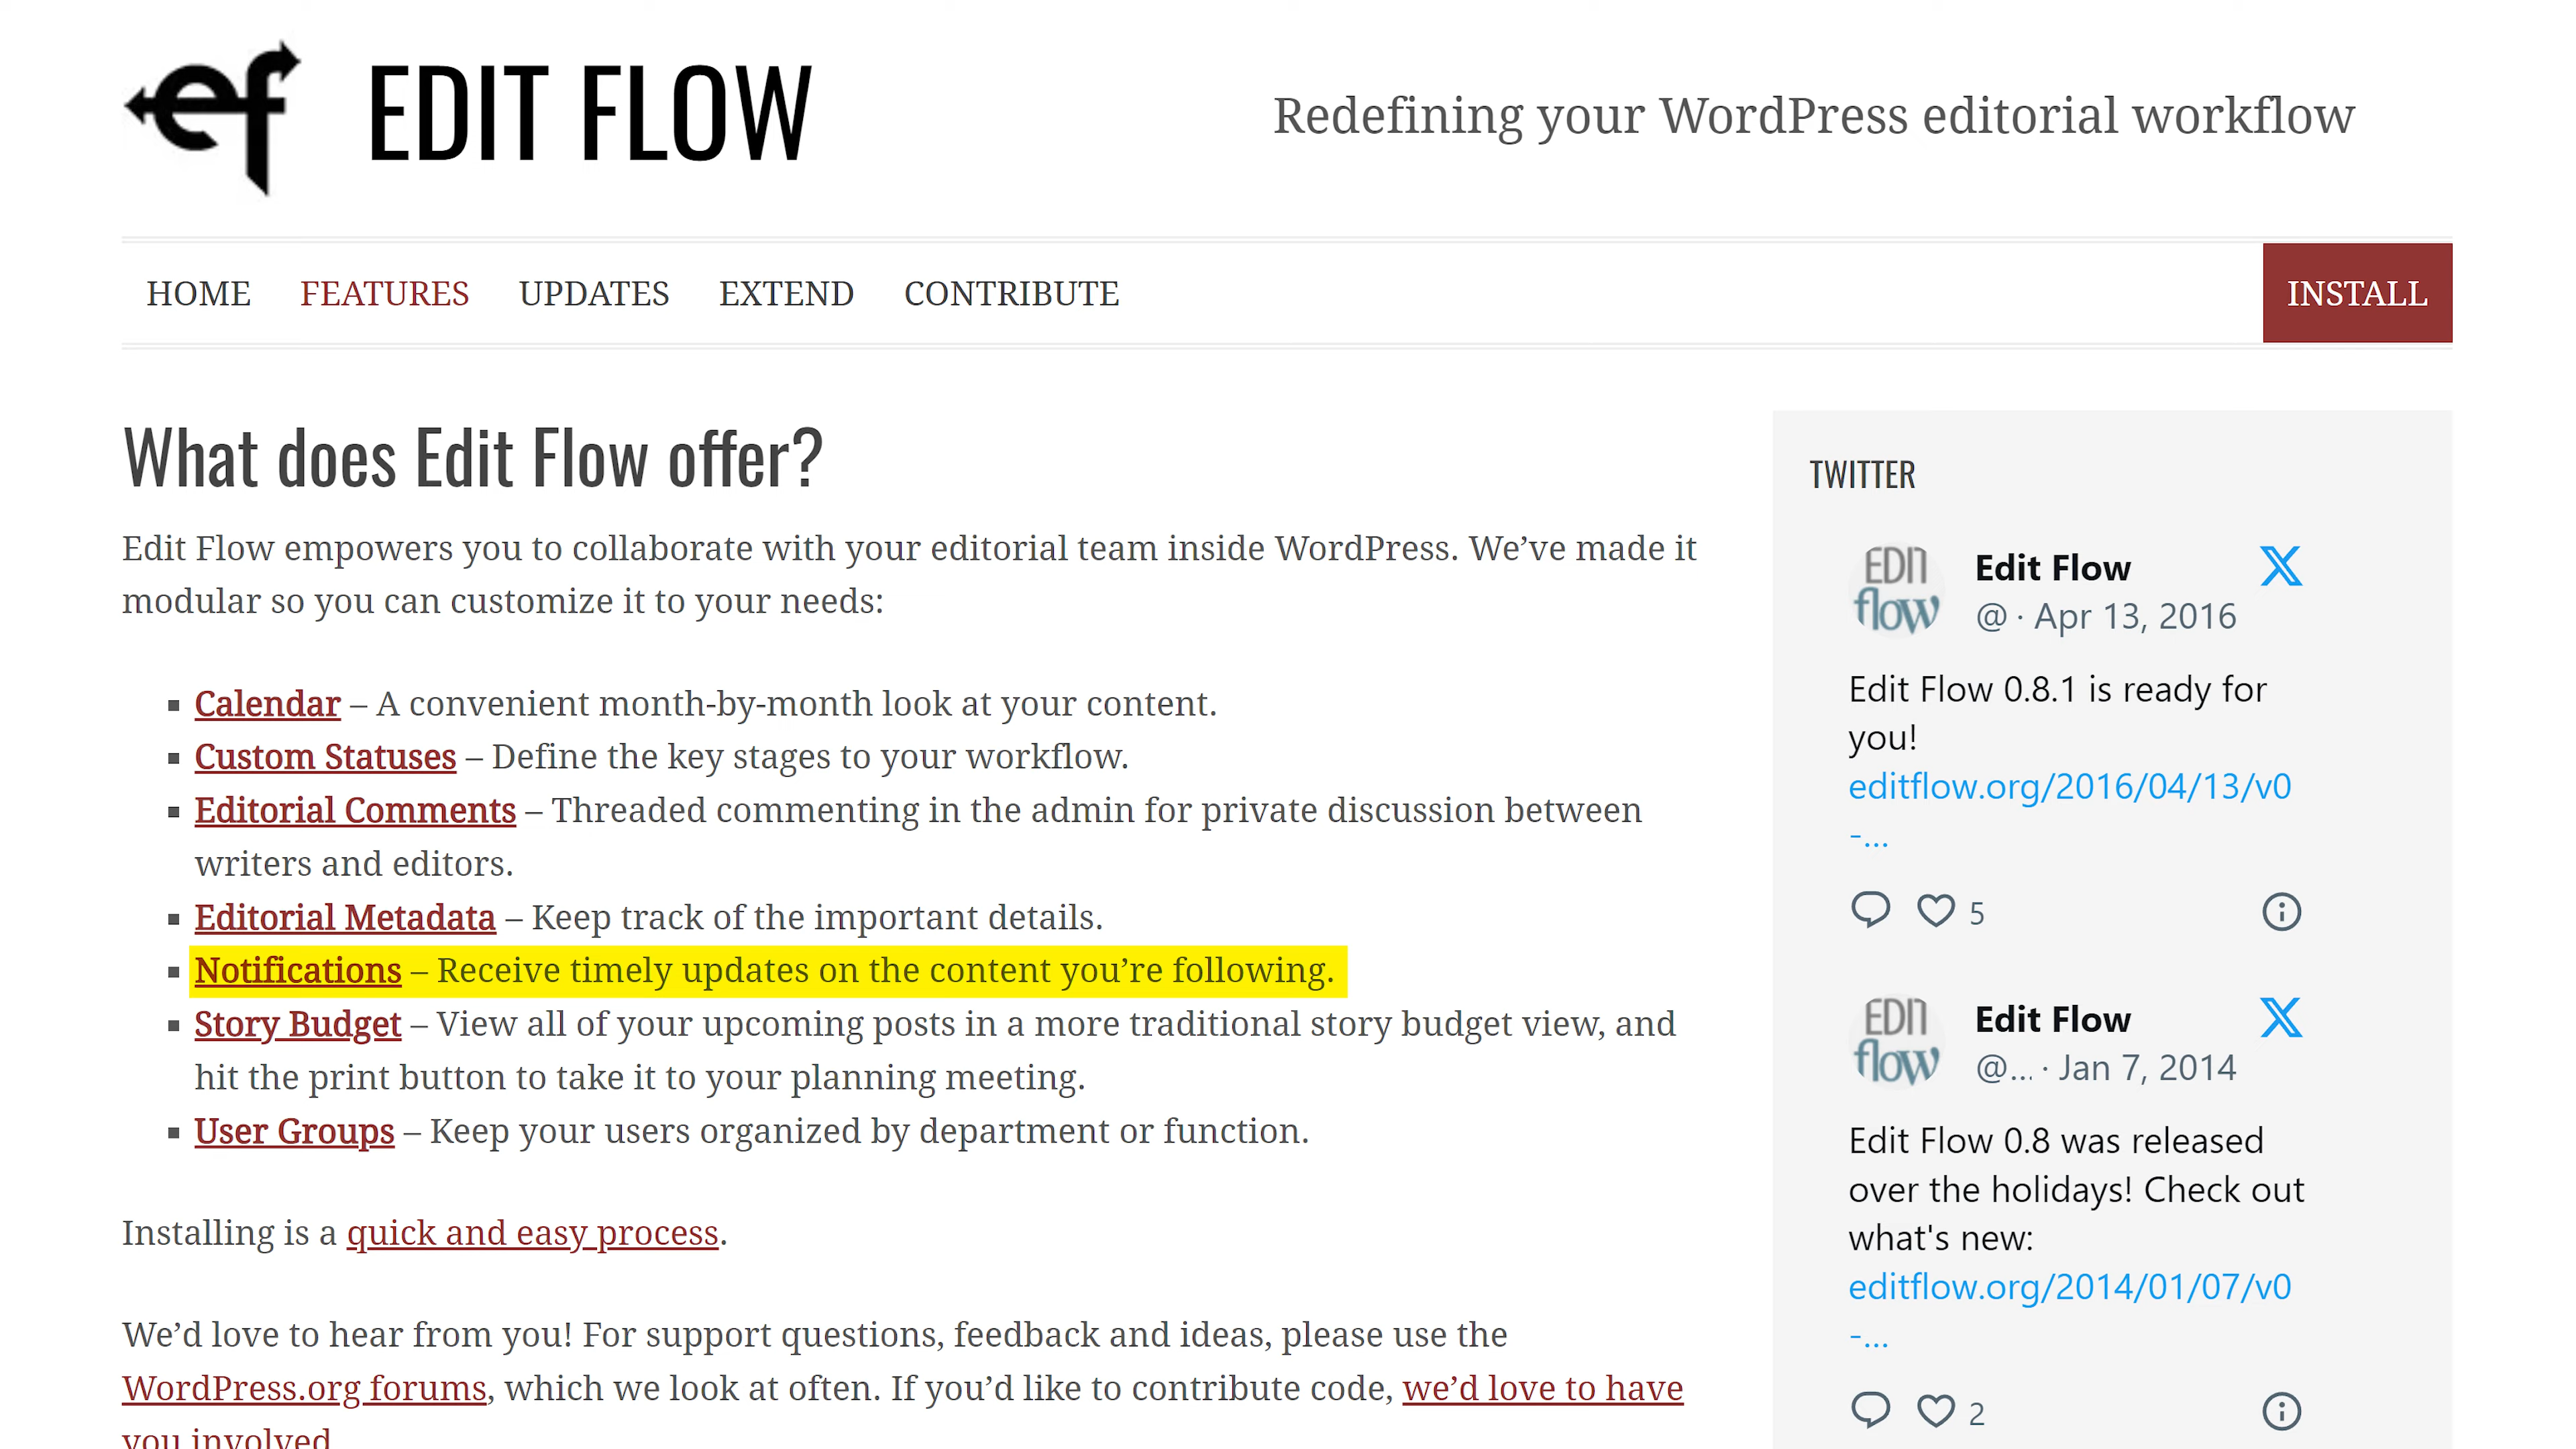 ef
EDIT FLOW
Redefining your WordPress editorial workflow
HOME FEATURES UPDATES EXTEND CONTRIBUTE INSTALL
What does Edit Flow offer?
Edit Flow empowers you to collaborate with your editorial team inside WordPress. We’ve made it
modular so you can customize it to your needs:
Calendar – A convenient month-by-month look at your content.
Custom Statuses – Define the key stages to your workflow.
Editorial Comments – Threaded commenting in the admin for private discussion between
writers and editors.
Editorial Metadata – Keep track of the important details.
Notifications – Receive timely updates on the content you’re following.
Story Budget – View all of your upcoming posts in a more traditional story budget view, and
hit the print button to take it to your planning meeting.
User Groups – Keep your users organized by department or function.
Installing is a quick and easy process.
We’d love to hear from you! For support questions, feedback and ideas, please use the
WordPress.org forums, which we look at often. If you’d like to contribute code, we’d love to have
you involved
TWITTER
EDIT
flow
Edit Flow
@ · Apr 13, 2016
Edit Flow 0.8.1 is ready for
you!
editflow.org/2016/04/13/v0
-…
5
EDIT
flow
Edit Flow
@… · Jan 7, 2014
Edit Flow 0.8 was released
over the holidays! Check out
what's new:
editflow.org/2014/01/07/v0
-…
2